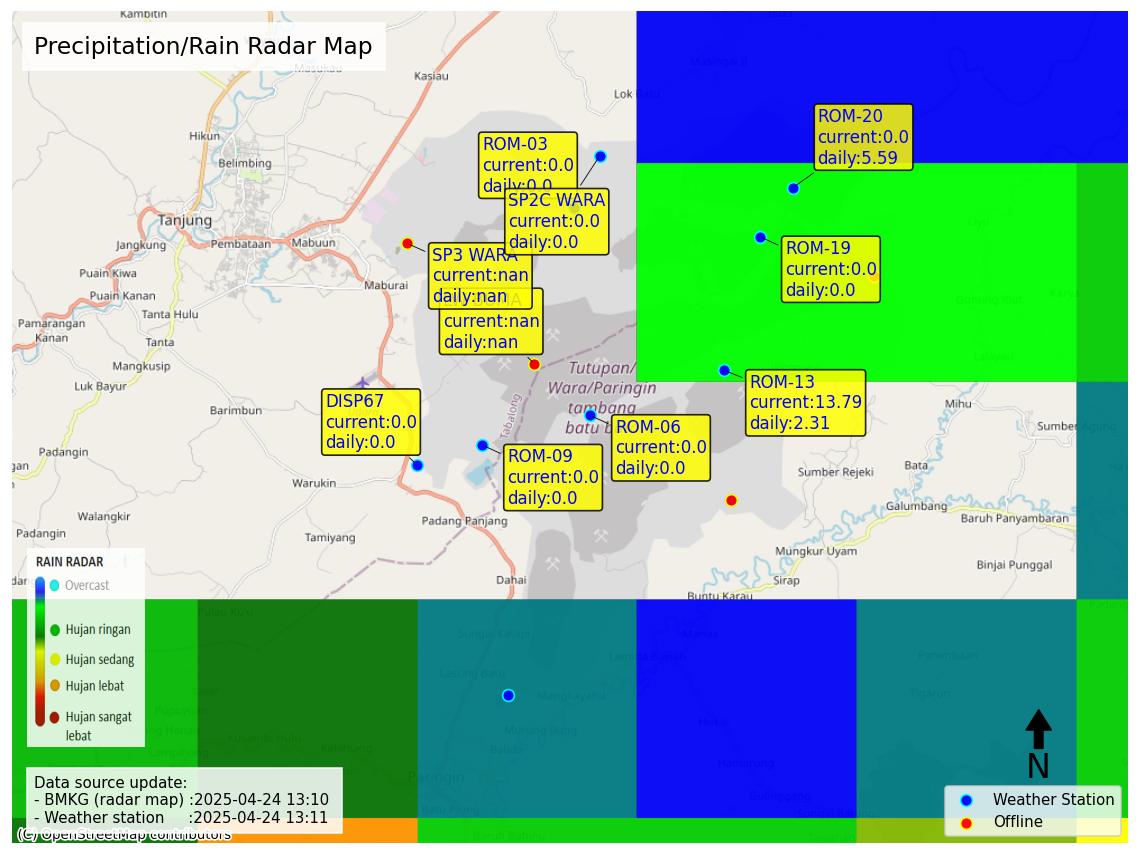 Precipitation/Rain Radar Map
Kambitin
Masukau
Kasiau
Lok Batu
Hikun
Belimbing
Tanjung
Jangkung
Pembataan
Mabuun
Puain Kiwa
Maburai
Puain Kanan
Tanta Hulu
Pamarangan
Kanan
Tanta
Mangkusip
Luk Bayur
Barimbun
Padangin
Warukin
Walangkir
Tamiyang
Padangin
Padang Panjang
Dahai
Tabalong
Tutupan/
Wara/Paringin
tambang
ROM-03
current:0.0
daily:0.0
SP2C WARA
current:0.0
daily:0.0
SP3 WARA
current:nan
daily:nan
current:nan
daily:nan
ROM-20
current:0.0
daily:5.59
ROM-19
current:0.0
daily:0.0
ROM-13
current:13.79
daily:2.31
ROM-06
current:0.0
daily:0.0
ROM-09
current:0.0
daily:0.0
DISP67
current:0.0
daily:0.0
Mihu
Sumber Agung
Sumber Rejeki
Bata
Galumbang
Baruh Panyambaran
Mungkur Uyam
Binjai Punggal
Sirap
Buntu Karau
Lasung Batu
Mangkayahu
Murung Ilung
Balida
Paringin
Tigarun
Hamarung
RAIN RADAR
Overcast
Hujan ringan
Hujan sedang
Hujan lebat
Hujan sangat
lebat
Data source update:
- BMKG (radar map) :2025-04-24 13:10
- Weather station :2025-04-24 13:11
(C) OpenStreetMap contributors
N
Weather Station
Offline